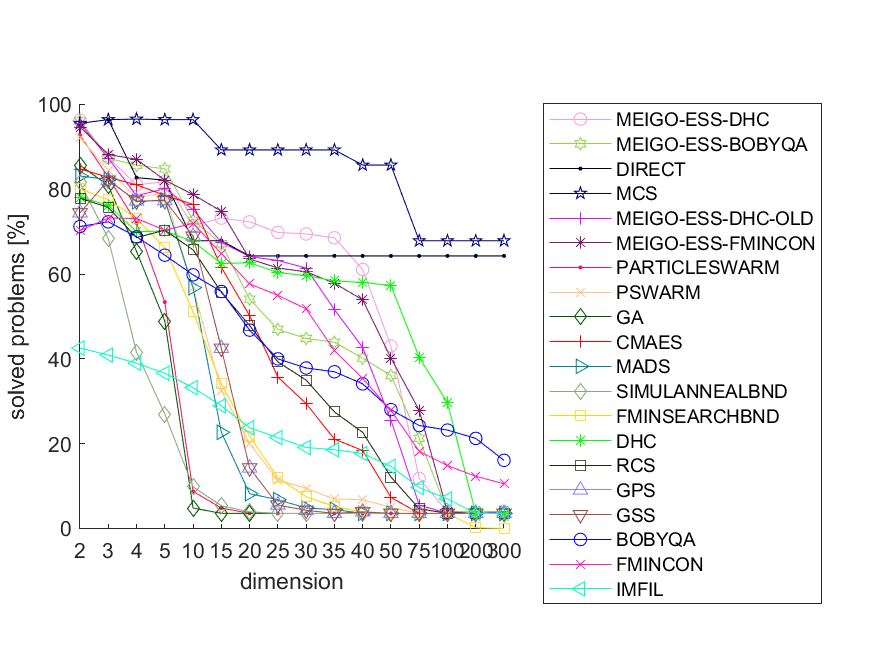 solved problems [%]
100
80
60
40
20
0
2 3 4 5 10 15 20 25 30 35 40 50 75 100 200 300
dimension
MEIGO-ESS-DHC
MEIGO-ESS-BOBYQA
DIRECT
MCS
MEIGO-ESS-DHC-OLD
MEIGO-ESS-FMINCON
PARTICLESWARM
PSWARM
GA
CMAES
MADS
SIMULANNEALBND
FMINSEARCHBND
DHC
RCS
GPS
GSS
BOBYQA
FMINCON
IMFIL